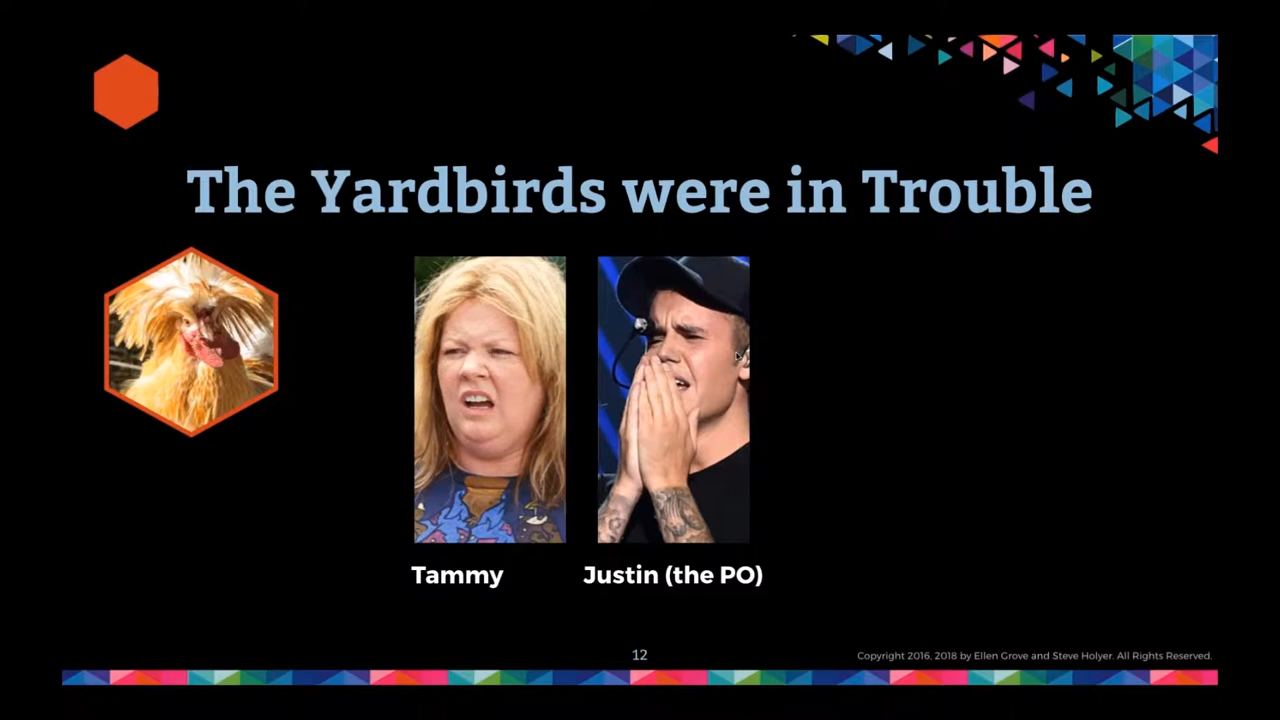 The Yardbirds were in Trouble
Tammy
Justin (the PO)
12
Copyright 2016, 2018 by Ellen Grove and Steve Holyer. All Rights Reserved.